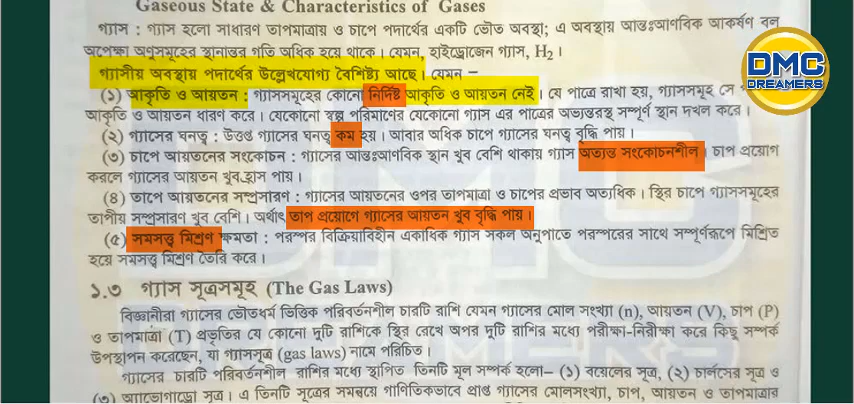 Gaseous State & Characteristics of Gases
গ্যাস : গ্যাস হলো সাধারণ তাপমাত্রায় ও চাপে পদার্থের একটি ভৌত অবস্থা; এ অবস্থায় আন্তঃআণবিক আকর্ষণ বল
অপেক্ষা অণুসমূহের স্থানান্তর গতি অধিক হয়ে থাকে। যেমন, হাইড্রোজেন গ্যাস, H₂ ।
গ্যাসীয় অবস্থায় পদার্থের উল্লেখযোগ্য বৈশিষ্ট্য আছে। যেমন –
(১) আকৃতি ও আয়তন : গ্যাসসমূহের কোনো নির্দিষ্ট আকৃতি ও আয়তন নেই। যে পাত্রে রাখা হয়, গ্যাসসমূহ সে
আকৃতি ও আয়তন ধারণ করে। যেকোনো স্বল্প পরিমাণের যেকোনো গ্যাস এর পাত্রের অভ্যন্তরস্থ সম্পূর্ণ স্থান দখল করে।
(২) গ্যাসের ঘনত্ব : উত্তপ্ত গ্যাসের ঘনত্ব কম হয়। আবার অধিক চাপে গ্যাসের ঘনত্ব বৃদ্ধি পায়।
(৩) চাপে আয়তনের সংকোচন : গ্যাসের আন্তঃআণবিক স্থান খুব বেশি থাকায় গ্যাস অত্যন্ত সংকোচনশীল। চাপ প্রয়োগ
করলে গ্যাসের আয়তন খুব হ্রাস পায়।
(৪) তাপে আয়তনের সম্প্রসারণ : গ্যাসের আয়তনের ওপর তাপমাত্রা ও চাপের প্রভাব অত্যধিক। স্থির চাপে গ্যাসসমূহের
তাপীয় সম্প্রসারণ খুব বেশি। অর্থাৎ তাপ প্রয়োগে গ্যাসের আয়তন খুব বৃদ্ধি পায়।
(৫) সমসত্ত্ব মিশ্রণ ক্ষমতা : পরস্পর বিক্রিয়াবিহীন একাধিক গ্যাস সকল অনুপাতে পরস্পরের সাথে সম্পূর্ণরূপে মিশ্রিত
হয়ে সমসত্ত্ব মিশ্রণ তৈরি করে।
১.৩ গ্যাস সূত্রসমূহ (The Gas Laws)
বিজ্ঞানীরা গ্যাসের ভৌতধর্ম ভিত্তিক পরিবর্তনশীল চারটি রাশি যেমন গ্যাসের মোল সংখ্যা (n), আয়তন (V), চাপ (P)
ও তাপমাত্রা (T) প্রভৃতির যে কোনো দুটি রাশিকে স্থির রেখে অপর দুটি রাশির মধ্যে পরীক্ষা-নিরীক্ষা করে কিছু সম্পর্ক
উপস্থাপন করেছেন, যা গ্যাসসূত্র (gas laws) নামে পরিচিত।
গ্যাসের চারটি পরিবর্তনশীল রাশির মধ্যে স্থাপিত তিনটি মূল সম্পর্ক হলো– (১) বয়েলের সূত্র, (২) চার্লসের সূত্র ও
(৩) অ্যাভোগাড্রো সূত্র। এ তিনটি সূত্রের সমন্বয়ে গাণিতিকভাবে প্রাপ্ত গ্যাসের মোলসংখ্যা, চাপ, আয়তন ও তাপমাত্রার
DMC
DREAMERS
DMC
DREAMERS